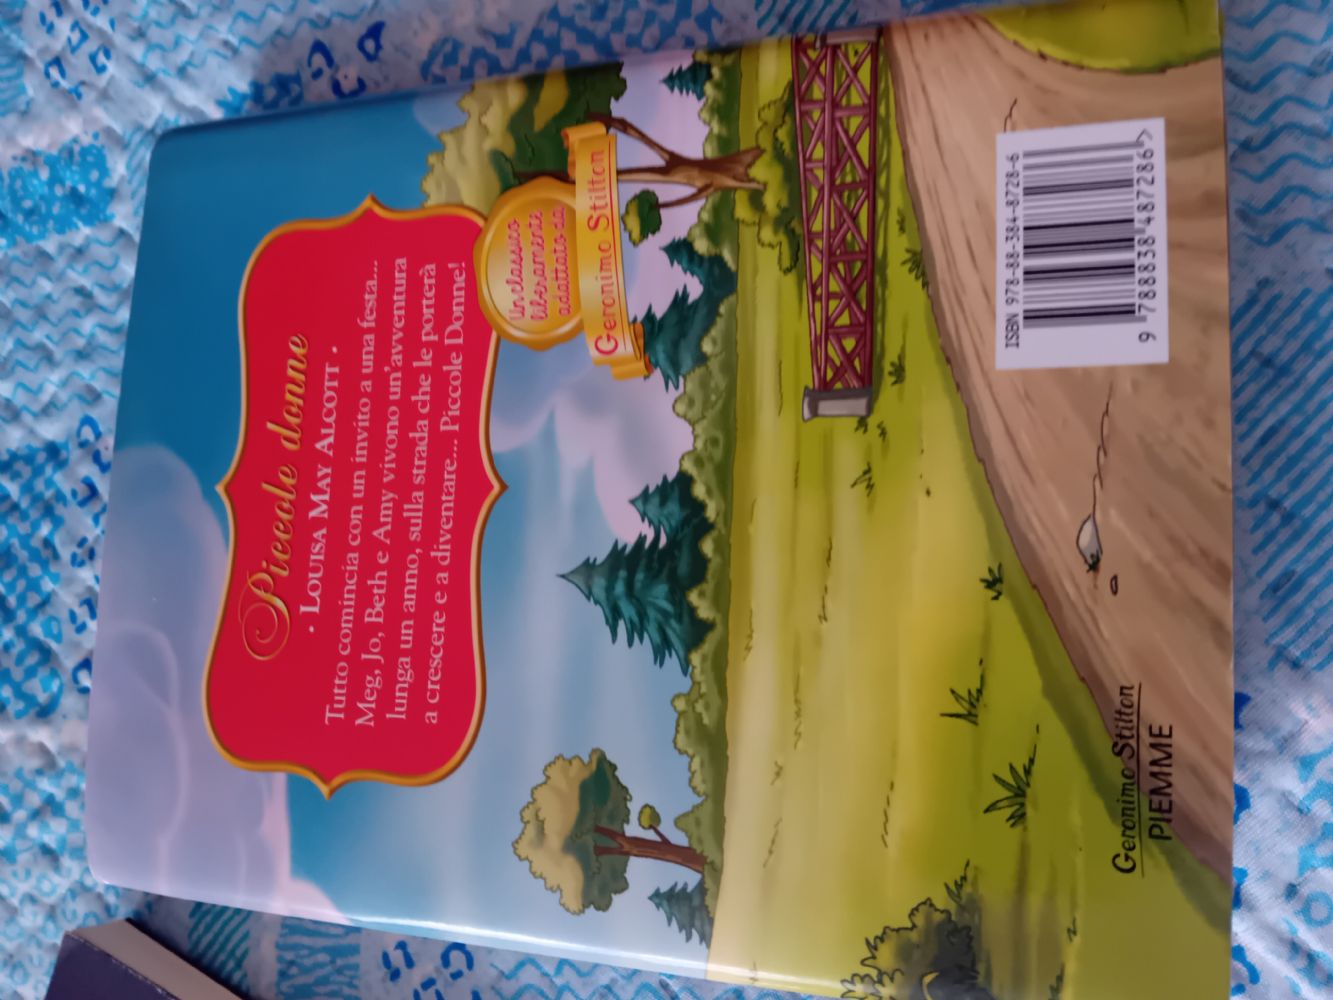 Piccole donne
• LOUISA MAY ALCOTT •
Tutto comincia con un invito a una festa...
Meg, Jo, Beth e Amy vivono un'avventura
lunga un anno, sulla strada che le porterà
a crescere e a diventare... Piccole Donne!
Un classico
liberamente
adattato da
Geronimo Stilton
ISBN 978-88-384-8728-6
9 788838 487286 >
Geronimo Stilton
PIEMME